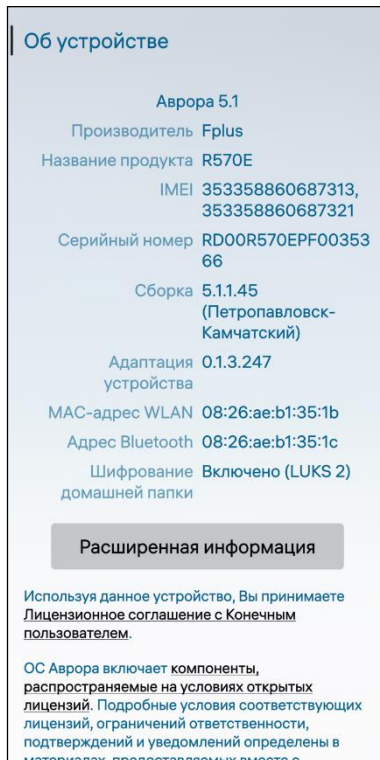 Об устройстве
Аврора 5.1
Производитель Fplus
Название продукта R570E
IMEI 353358860687313,
353358860687321
Серийный номер RD00R570EPF00353
66
Сборка 5.1.1.45
(Петропавловск-
Камчатский)
Адаптация 0.1.3.247
устройства
MAC-адрес WLAN 08:26:ae:b1:35:1b
Адрес Bluetooth 08:26:ae:b1:35:1c
Шифрование Включено (LUKS 2)
домашней папки
Расширенная информация
Используя данное устройство, Вы принимаете
Лицензионное соглашение с Конечным
пользователем.
ОС Аврора включает компоненты,
распространяемые на условиях открытых
лицензий. Подробные условия соответствующих
лицензий, ограничений ответственности,
подтверждений и уведомлений определены в
материалах, предоставляемых вместе с